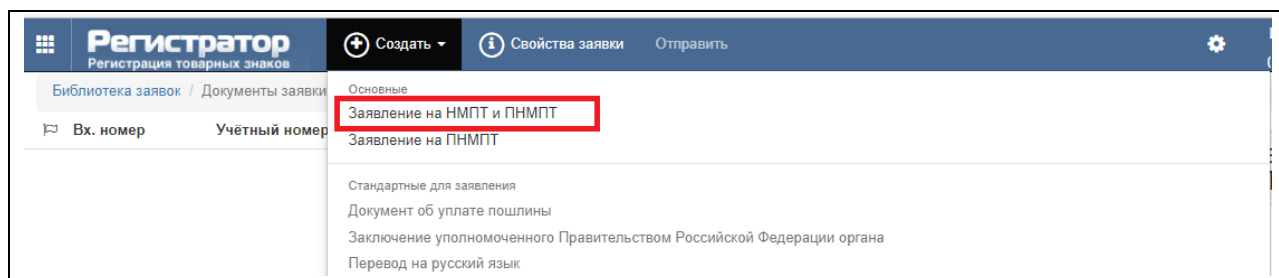 Регистратор
Регистрация товарных знаков
Создать
Свойства заявки
Отправить
Библиотека заявок / Документы заявки
Вх. номер Учётный номер
Основные
Заявление на НМПТ и ПНМПТ
Заявление на ПНМПТ
Стандартные для заявления
Документ об уплате пошлины
Заключение уполномоченного Правительством Российской Федерации органа
Перевод на русский язык